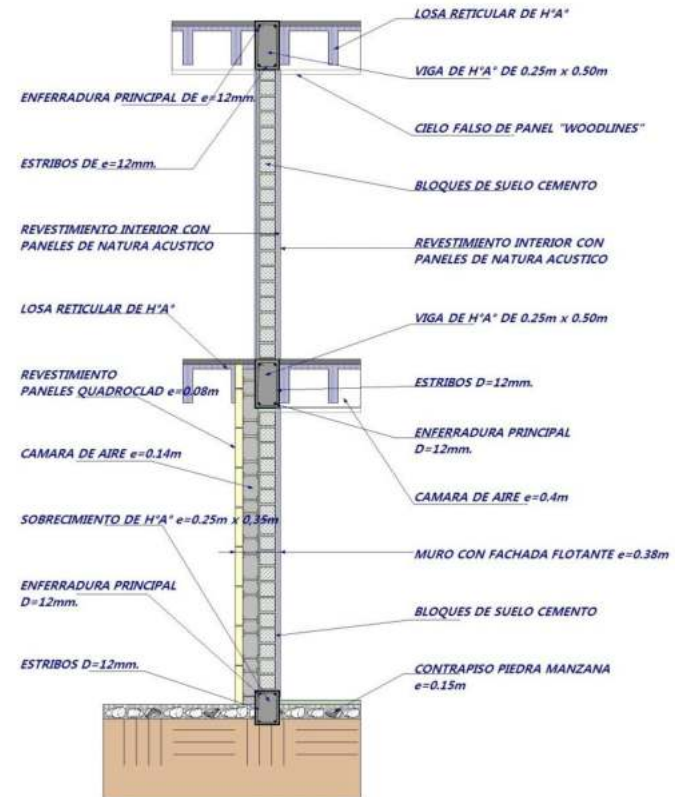 LOSA RETICULAR DE H°A°
VIGA DE H°A° DE 0.25m x 0.50m
ENFERRADURA PRINCIPAL DE e=12mm.
CIELO FALSO DE PANEL "WOODLINES"
ESTRIBOS DE e=12mm.
BLOQUES DE SUELO CEMENTO
REVESTIMIENTO INTERIOR CON
PANELES DE NATURA ACUSTICO
REVESTIMIENTO INTERIOR CON
PANELES DE NATURA ACUSTICO
LOSA RETICULAR DE H°A°
VIGA DE H°A° DE 0.25m x 0.50m
REVESTIMIENTO
PANELES QUADROCLAD e=0.08m
ESTRIBOS D=12mm.
ENFERRADURA PRINCIPAL
D=12mm.
CAMARA DE AIRE e=0.14m
CAMARA DE AIRE e=0.4m
SOBRECIMIENTO DE H°A° e=0.25m x 0,35m
MURO CON FACHADA FLOTANTE e=0.38m
ENFERRADURA PRINCIPAL
D=12mm.
BLOQUES DE SUELO CEMENTO
ESTRIBOS D=12mm.
CONTRAPISO PIEDRA MANZANA
e=0.15m